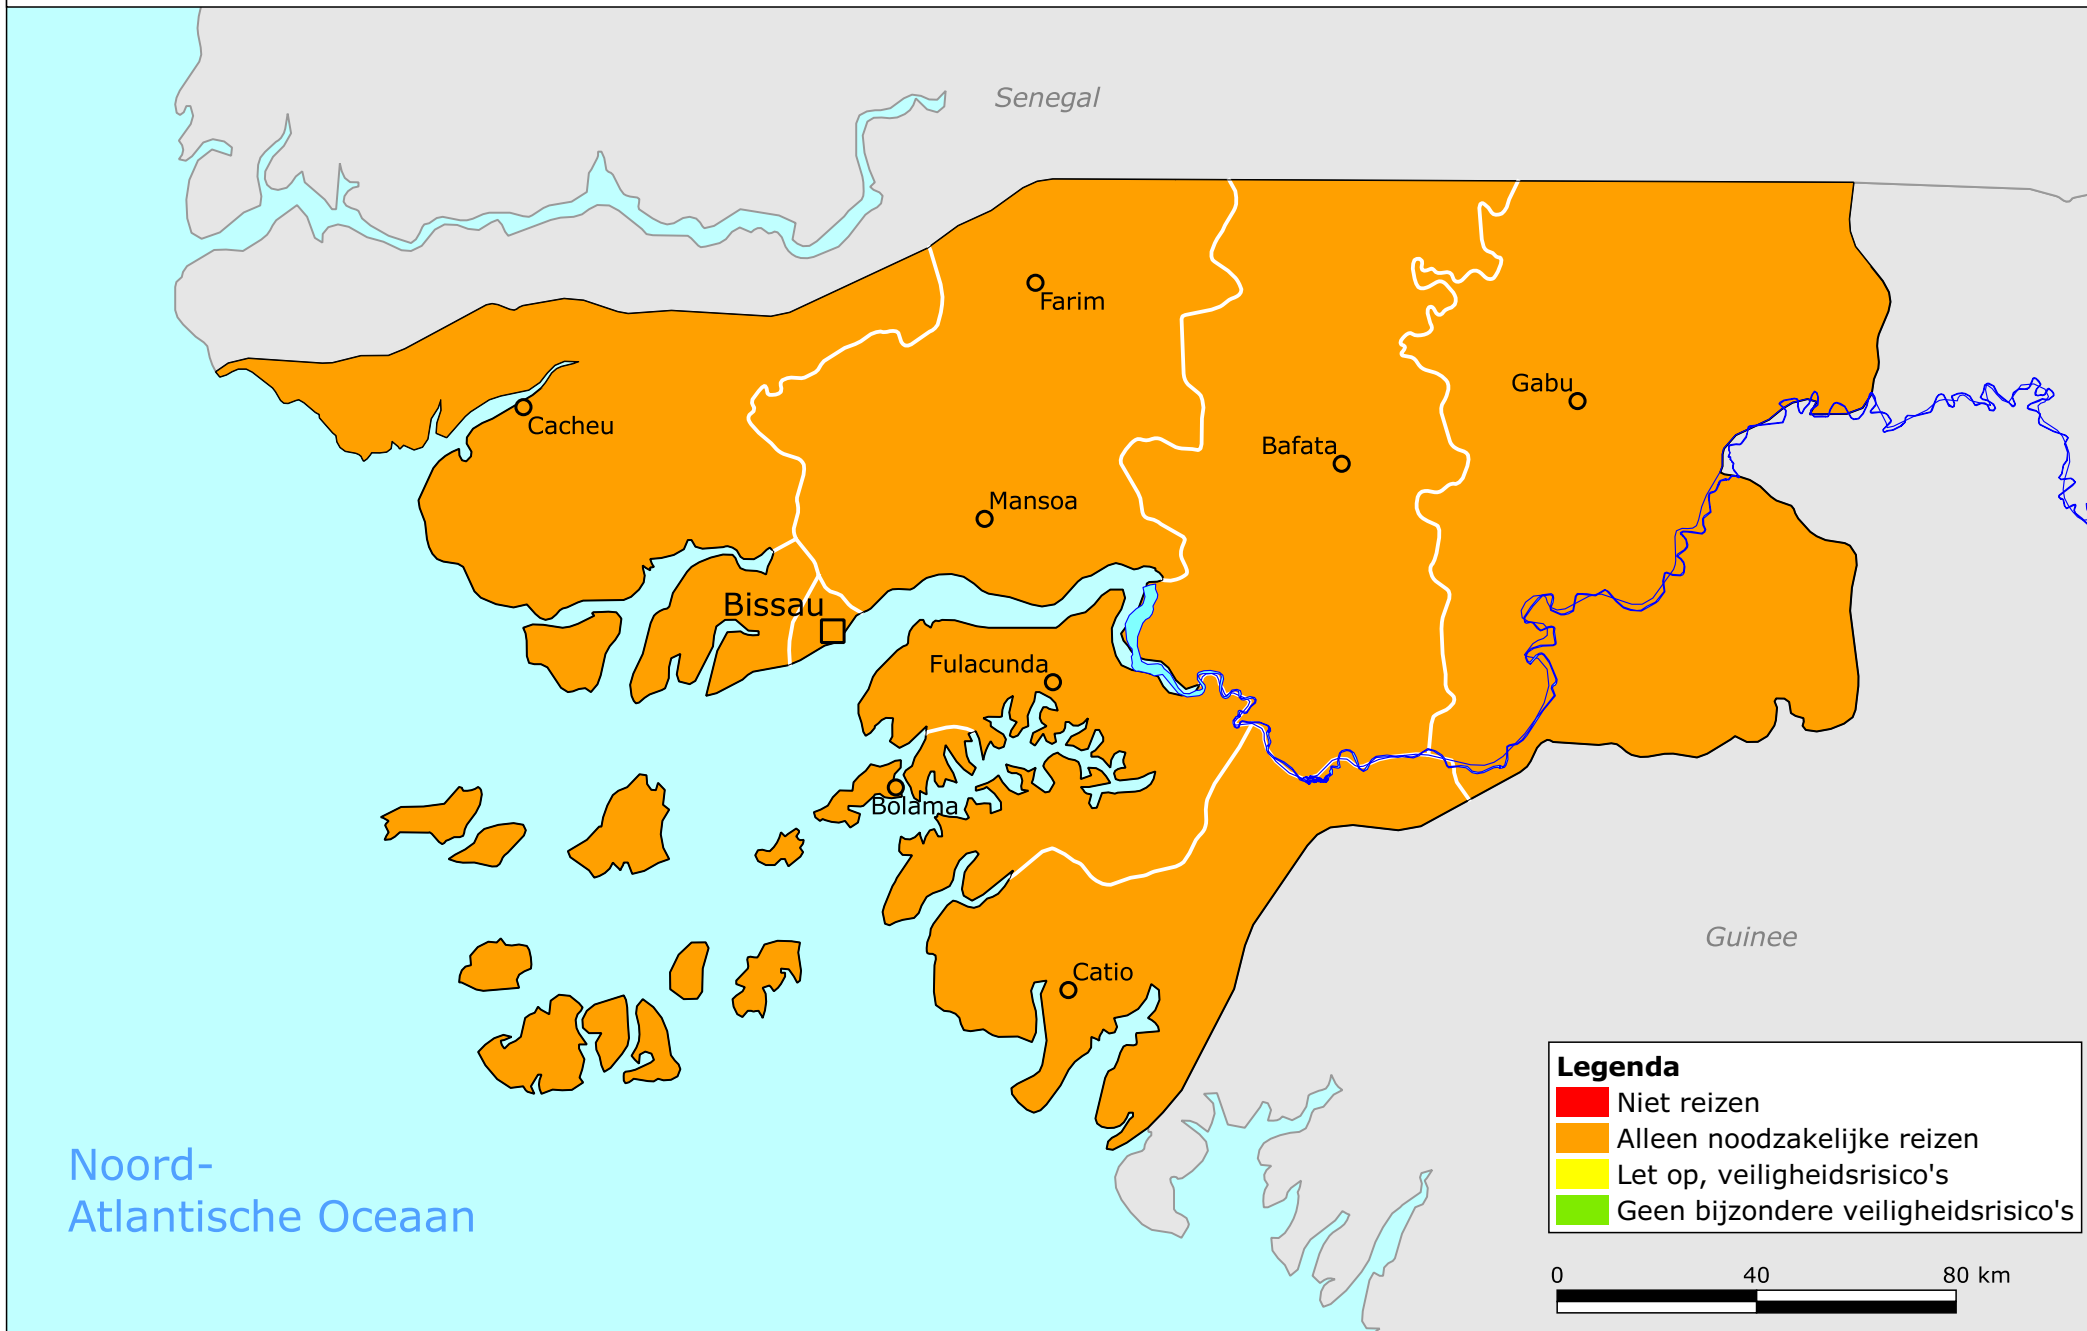 Senegal
Farim
Gabu
Cacheu
Bafata
Mansoa
Bissau
Fulacunda
Bolama
Guinee
Catio
Noord-
Atlantische Oceaan
Legenda
Niet reizen
Alleen noodzakelijke reizen
Let op, veiligheidsrisico's
Geen bijzondere veiligheidsrisico's
0 40 80 km